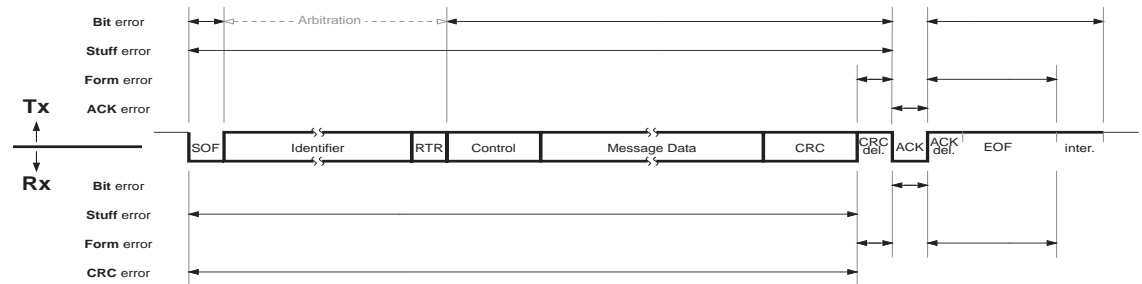 Bit error
Arbitration
Stuff error
Form error
Tx
ACK error
SOF Identifier RTR Control Message Data CRC CRC del. ACK ACK del. EOF inter.
Rx
Bit error
Stuff error
Form error
CRC error